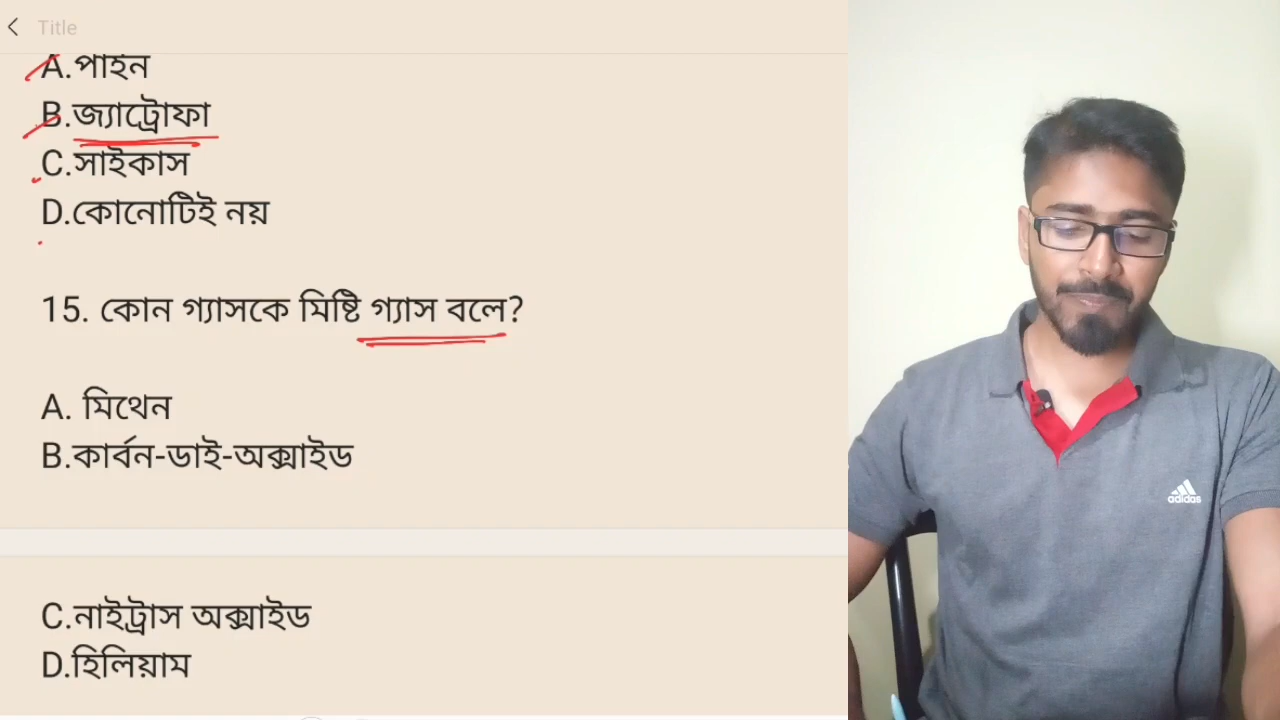 Title
A.পাইন
B.জ্যাট্রোফা
C.সাইকাস
D.কোনোটিই নয়
15. কোন গ্যাসকে মিষ্টি গ্যাস বলে?
A. মিথেন
B.কার্বন-ডাই-অক্সাইড
C.নাইট্রাস অক্সাইড
D.হিলিয়াম
adidas